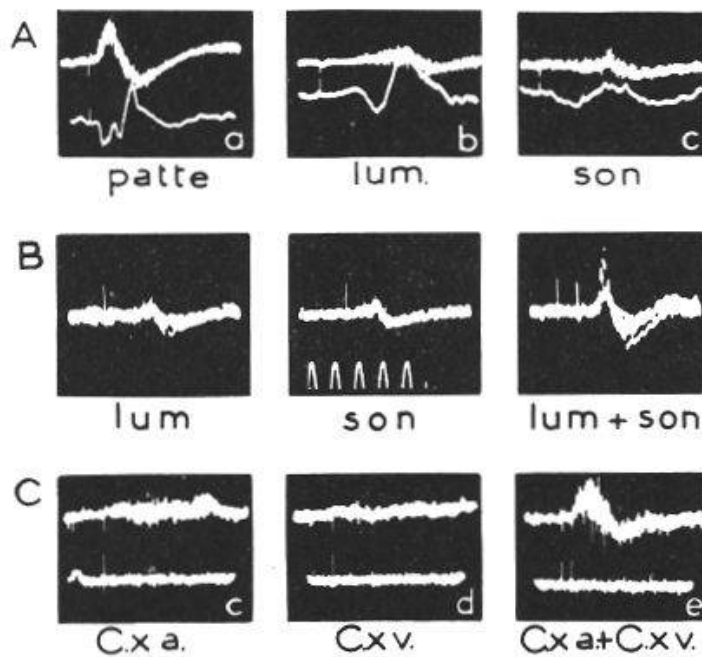 A
a b c
patte lum. son
B
lum son lum + son
C
c d e
C.x a. C.x v. C.x a.+C.x v.